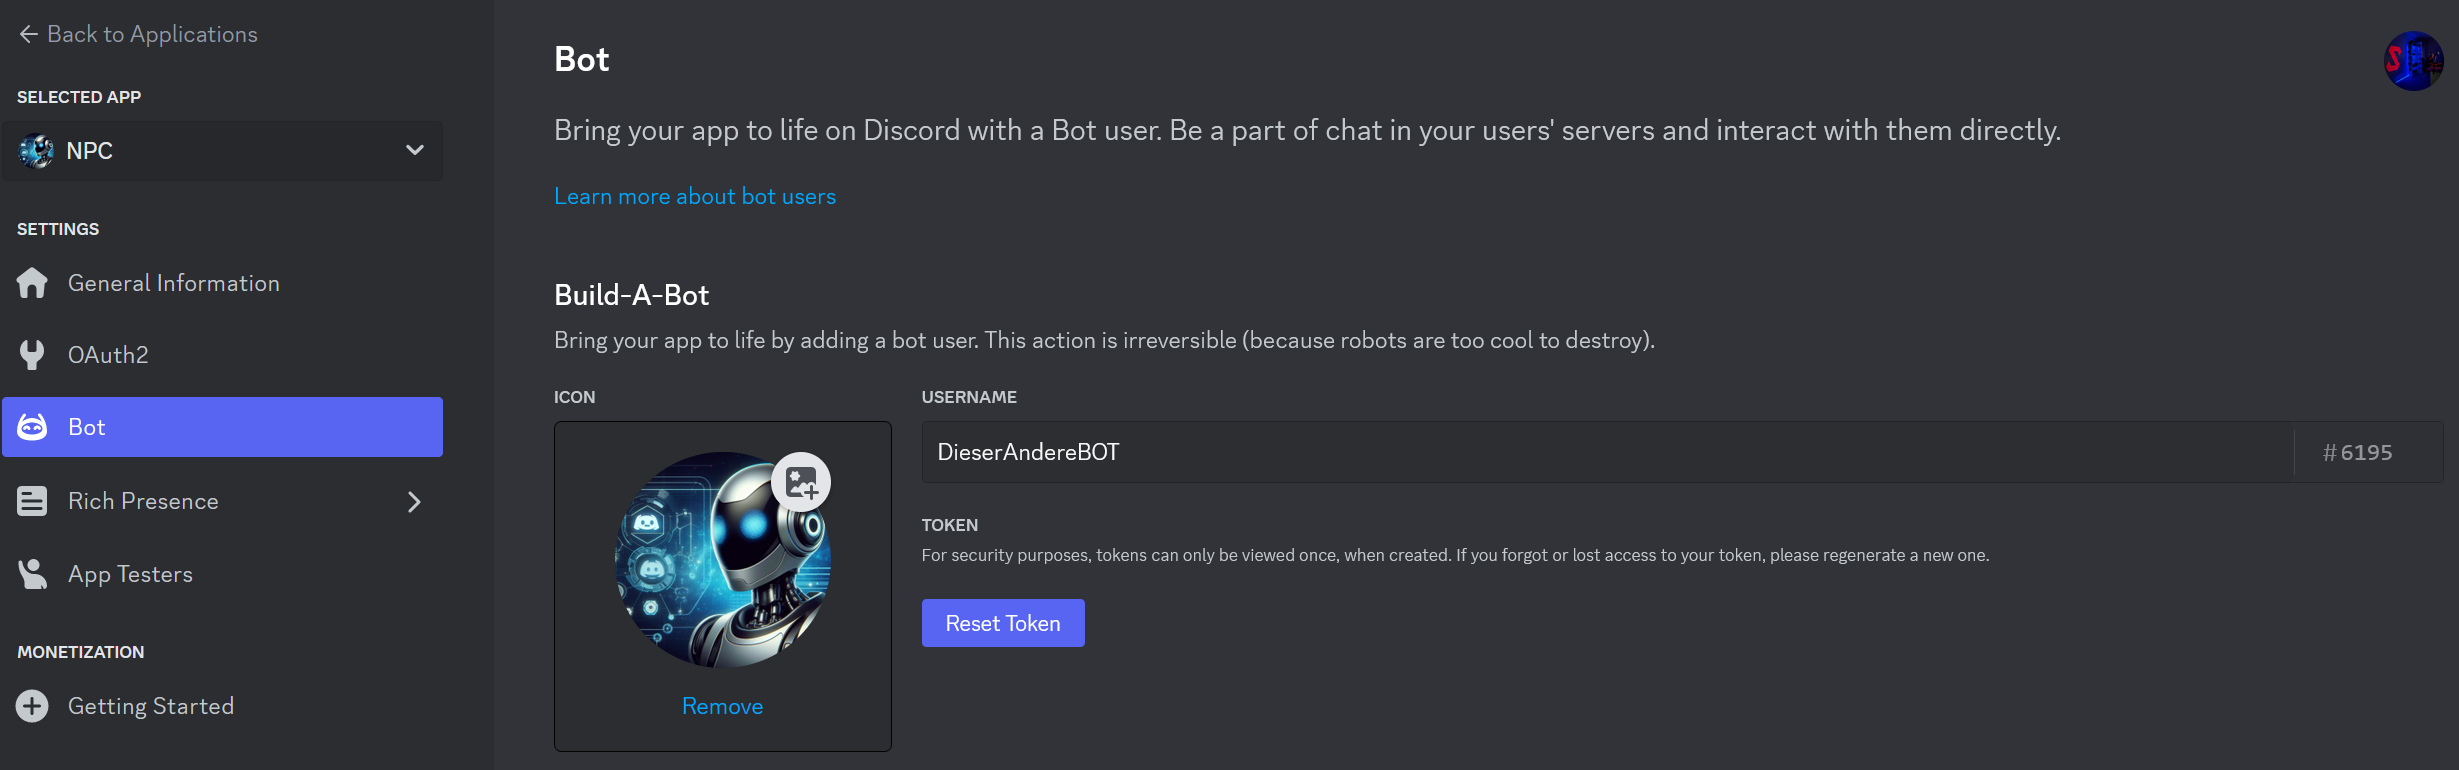 Back to Applications
SELECTED APP
NPC
SETTINGS
General Information
OAuth2
Bot
Rich Presence
App Testers
MONETIZATION
Getting Started
Bot
Bring your app to life on Discord with a Bot user. Be a part of chat in your users' servers and interact with them directly.
Learn more about bot users
Build-A-Bot
Bring your app to life by adding a bot user. This action is irreversible (because robots are too cool to destroy).
ICON
Remove
USERNAME
DieserAndereBOT #6195
TOKEN
For security purposes, tokens can only be viewed once, when created. If you forgot or lost access to your token, please regenerate a new one.
Reset Token